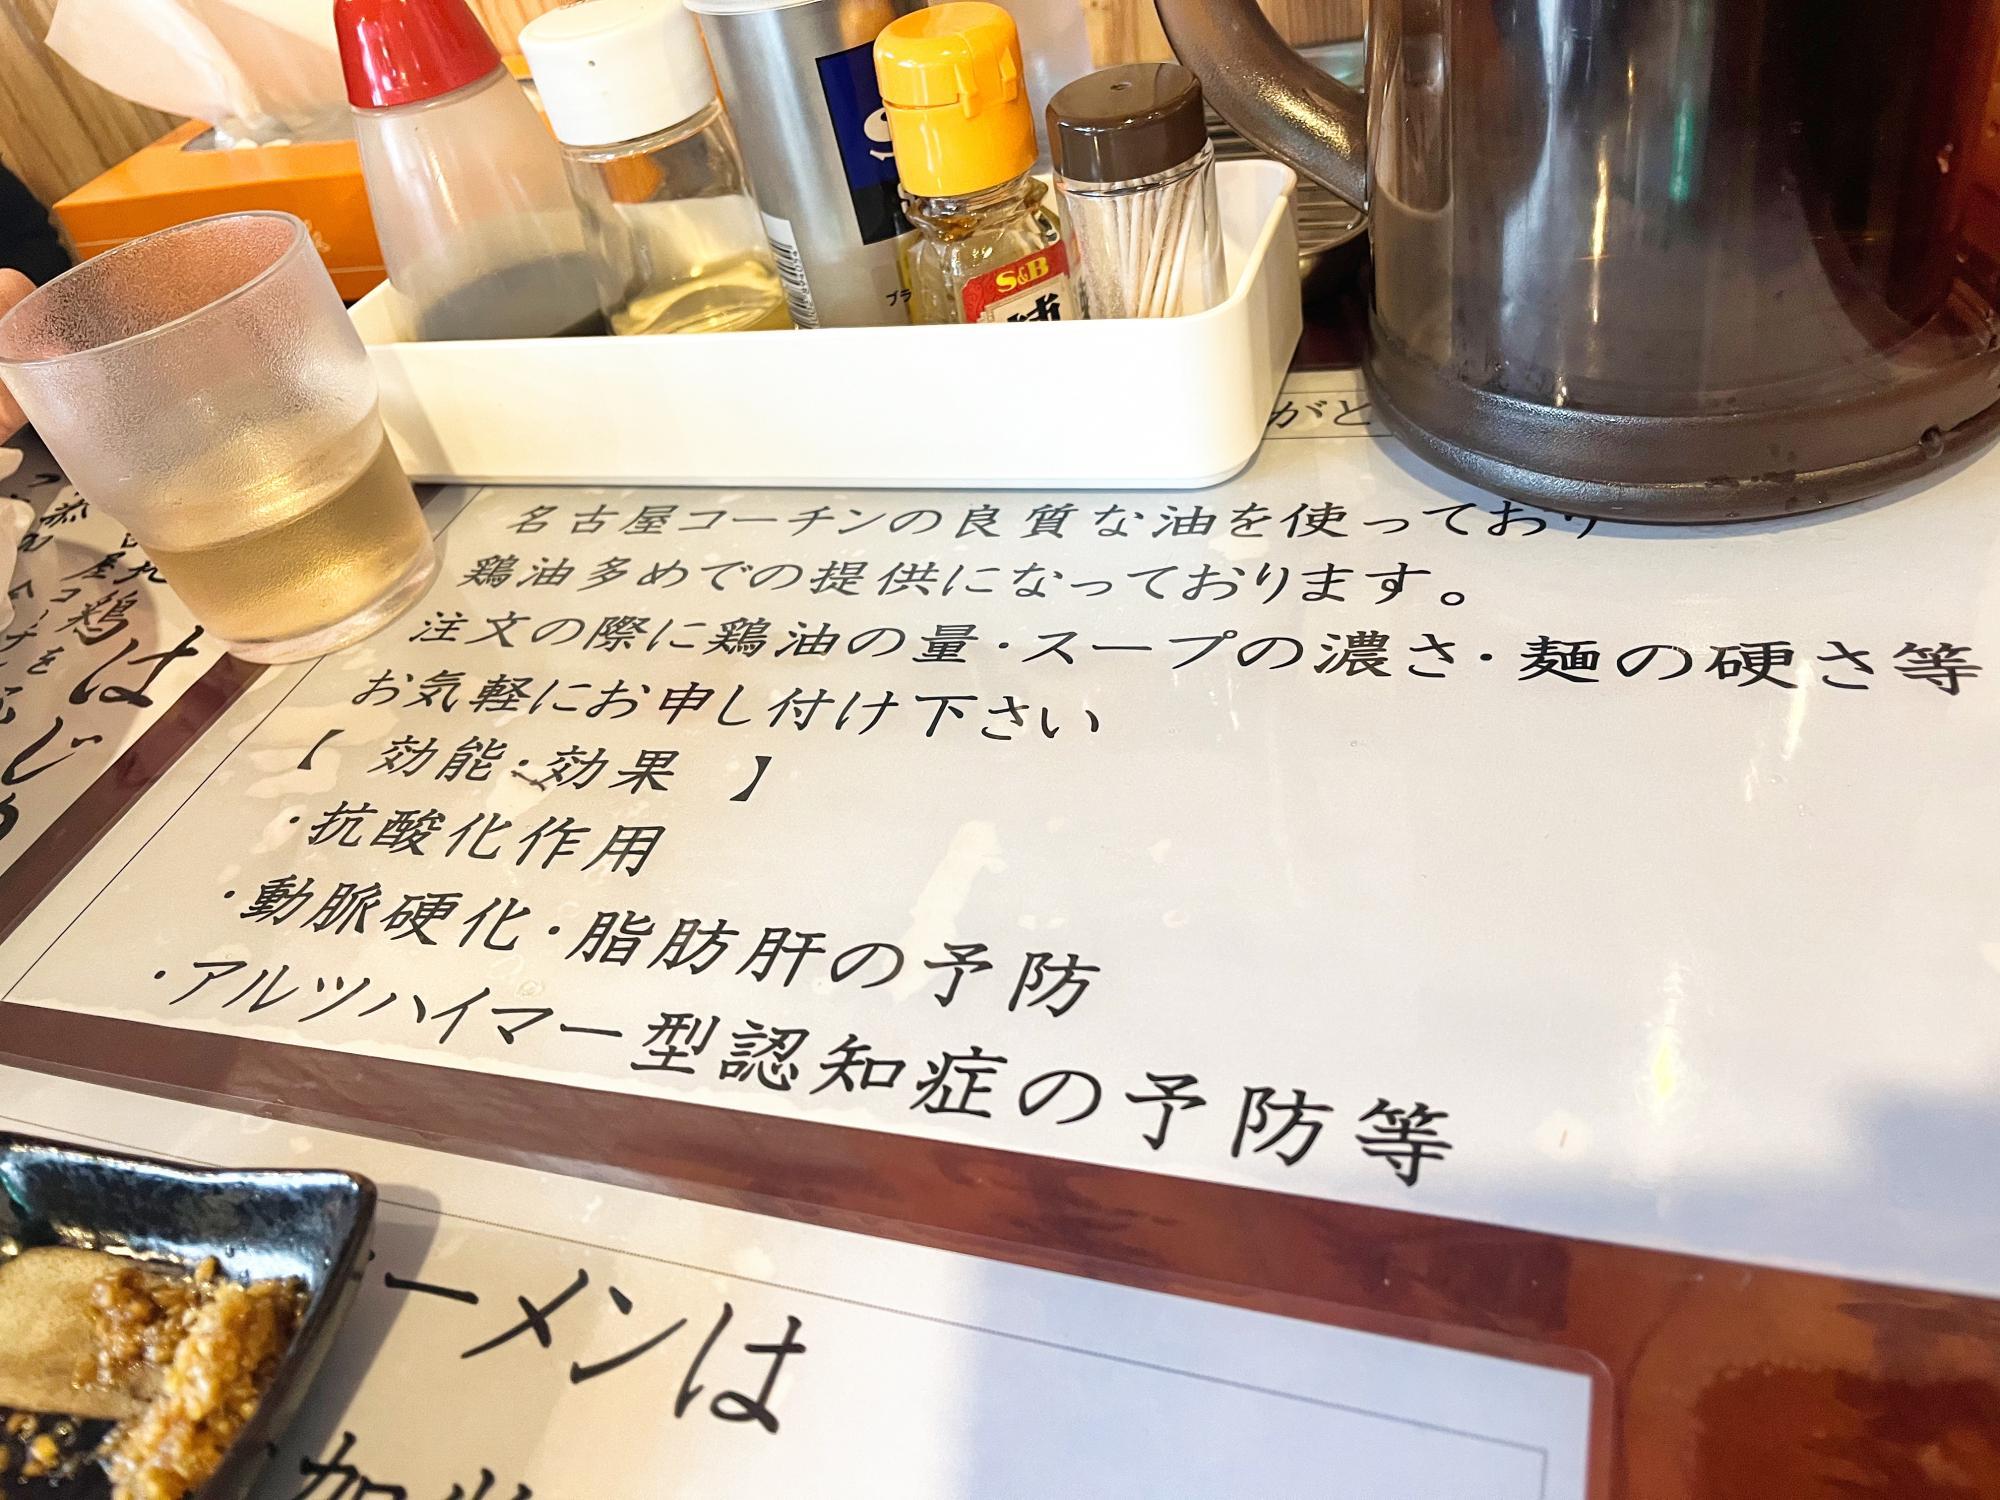 S&B
ブラ
がと
名古屋コーチンの良質な油を使っており
鶏油多めでの提供になっております。
注文の際に鶏油の量・スープの濃さ・麺の硬さ等
お気軽にお申し付け下さい
【 効能・効果 】
・抗酸化作用
・動脈硬化・脂肪肝の予防
・アルツハイマー型認知症の予防等
ーメンは